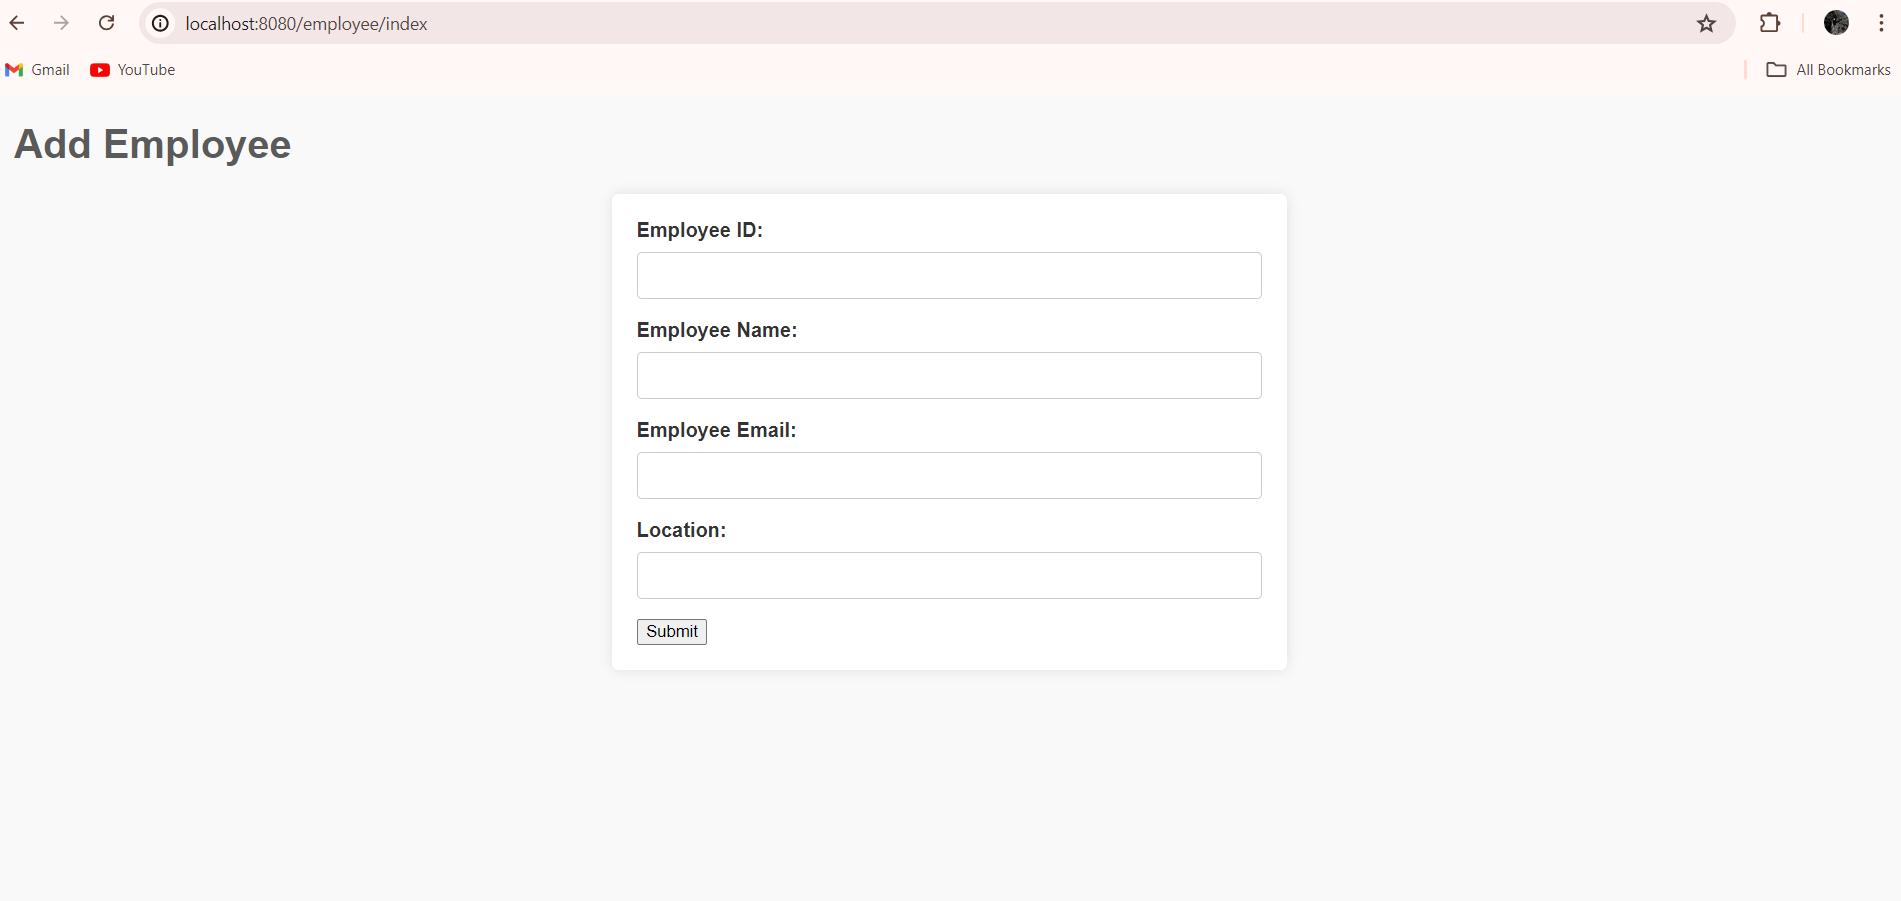 localhost:8080/employee/index
Gmail YouTube All Bookmarks
Add Employee
Employee ID:
Employee Name:
Employee Email:
Location:
Submit